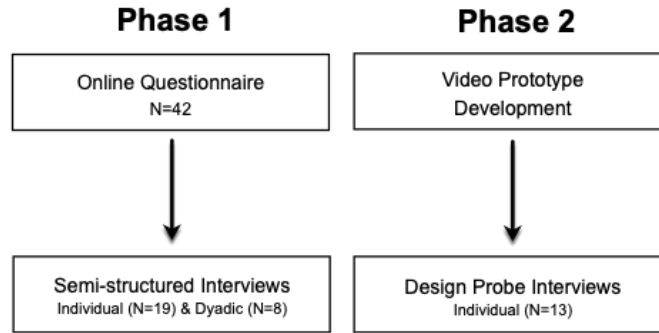 Phase 1
Online Questionnaire
N=42
Semi-structured Interviews
Individual (N=19) & Dyadic (N=8)
Phase 2
Video Prototype
Development
Design Probe Interviews
Individual (N=13)